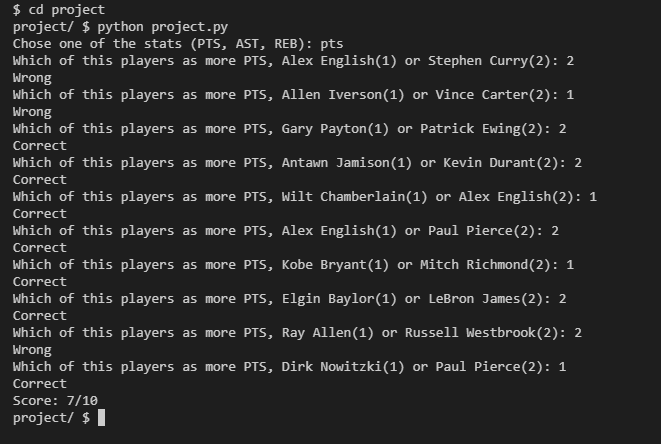 $ cd project
project/ $ python project.py
Chose one of the stats (PTS, AST, REB): pts
Which of this players as more PTS, Alex English(1) or Stephen Curry(2): 2
Wrong
Which of this players as more PTS, Allen Iverson(1) or Vince Carter(2): 1
Wrong
Which of this players as more PTS, Gary Payton(1) or Patrick Ewing(2): 2
Correct
Which of this players as more PTS, Antawn Jamison(1) or Kevin Durant(2): 2
Correct
Which of this players as more PTS, Wilt Chamberlain(1) or Alex English(2): 1
Correct
Which of this players as more PTS, Alex English(1) or Paul Pierce(2): 2
Correct
Which of this players as more PTS, Kobe Bryant(1) or Mitch Richmond(2): 1
Correct
Which of this players as more PTS, Elgin Baylor(1) or LeBron James(2): 2
Correct
Which of this players as more PTS, Ray Allen(1) or Russell Westbrook(2): 2
Wrong
Which of this players as more PTS, Dirk Nowitzki(1) or Paul Pierce(2): 1
Correct
Score: 7/10
project/ $